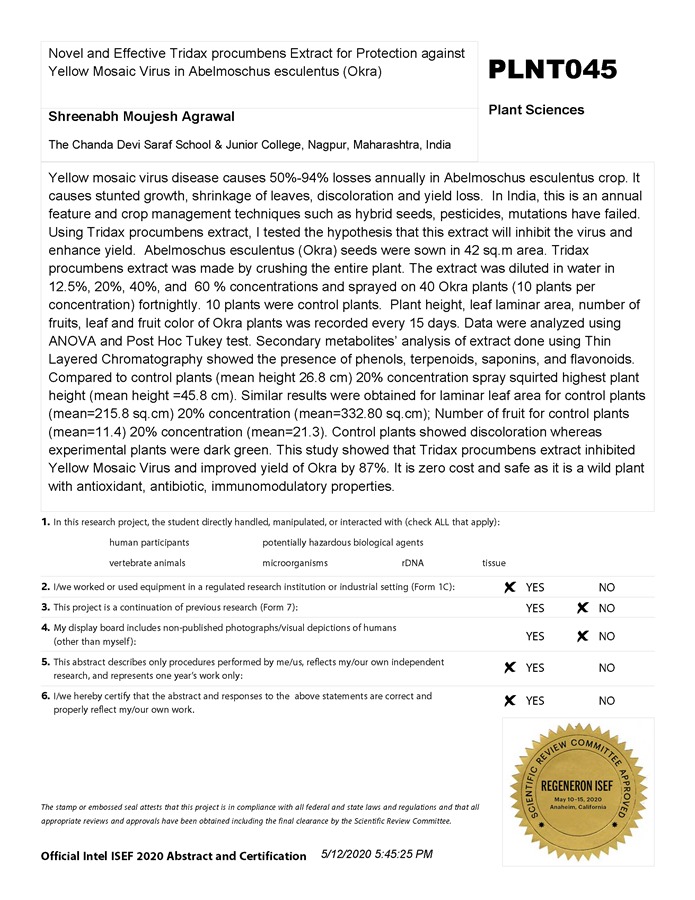 Novel and Effective Tridax procumbens Extract for Protection against
Yellow Mosaic Virus in Abelmoschus esculentus (Okra)
PLNT045
Plant Sciences
Shreenabh Moujesh Agrawal
The Chanda Devi Saraf School & Junior College, Nagpur, Maharashtra, India
Yellow mosaic virus disease causes 50%-94% losses annually in Abelmoschus esculentus crop. It
causes stunted growth, shrinkage of leaves, discoloration and yield loss. In India, this is an annual
feature and crop management techniques such as hybrid seeds, pesticides, mutations have failed.
Using Tridax procumbens extract, I tested the hypothesis that this extract will inhibit the virus and
enhance yield. Abelmoschus esculentus (Okra) seeds were sown in 42 sq.m area. Tridax
procumbens extract was made by crushing the entire plant. The extract was diluted in water in
12.5%, 20%, 40%, and 60 % concentrations and sprayed on 40 Okra plants (10 plants per
concentration) fortnightly. 10 plants were control plants. Plant height, leaf laminar area, number of
fruits, leaf and fruit color of Okra plants was recorded every 15 days. Data were analyzed using
ANOVA and Post Hoc Tukey test. Secondary metabolites' analysis of extract done using Thin
Layered Chromatography showed the presence of phenols, terpenoids, saponins, and flavonoids.
Compared to control plants (mean height 26.8 cm) 20% concentration spray squirted highest plant
height (mean height =45.8 cm). Similar results were obtained for laminar leaf area for control plants
(mean=215.8 sq.cm) 20% concentration (mean=332.80 sq.cm); Number of fruit for control plants
(mean=11.4) 20% concentration (mean=21.3). Control plants showed discoloration whereas
experimental plants were dark green. This study showed that Tridax procumbens extract inhibited
Yellow Mosaic Virus and improved yield of Okra by 87%. It is zero cost and safe as it is a wild plant
with antioxidant, antibiotic, immunomodulatory properties.
1. In this research project, the student directly handled, manipulated, or interacted with (check ALL that apply):
human participants potentially hazardous biological agents
vertebrate animals microorganisms rDNA tissue
2. I/we worked or used equipment in a regulated research institution or industrial setting (Form 1C): ✘ YES NO
3. This project is a continuation of previous research (Form 7): YES ✘ NO
4. My display board includes non-published photographs/visual depictions of humans
(other than myself): YES ✘ NO
5. This abstract describes only procedures performed by me/us, reflects my/our own independent
research, and represents one year's work only: ✘ YES NO
6. I/we hereby certify that the abstract and responses to the above statements are correct and
properly reflect my/our own work. ✘ YES NO
SCIENTIFIC REVIEW COMMITTEE APPROVED
REGENERON ISEF
May 10-15, 2020
Anaheim, California
The stamp or embossed seal attests that this project is in compliance with all federal and state laws and regulations and that all
appropriate reviews and approvals have been obtained including the final clearance by the Scientific Review Committee.
Official Intel ISEF 2020 Abstract and Certification 5/12/2020 5:45:25 PM